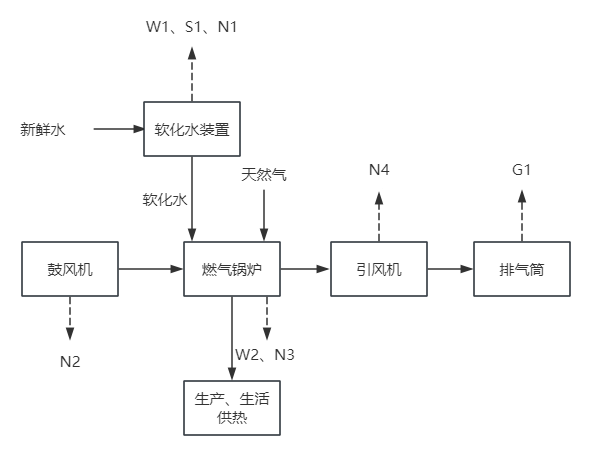 W1、S1、N1
新鲜水
软化水装置
软化水
天然气
N4
G1
鼓风机
燃气锅炉
引风机
排气筒
N2
W2、N3
生产、生活
供热